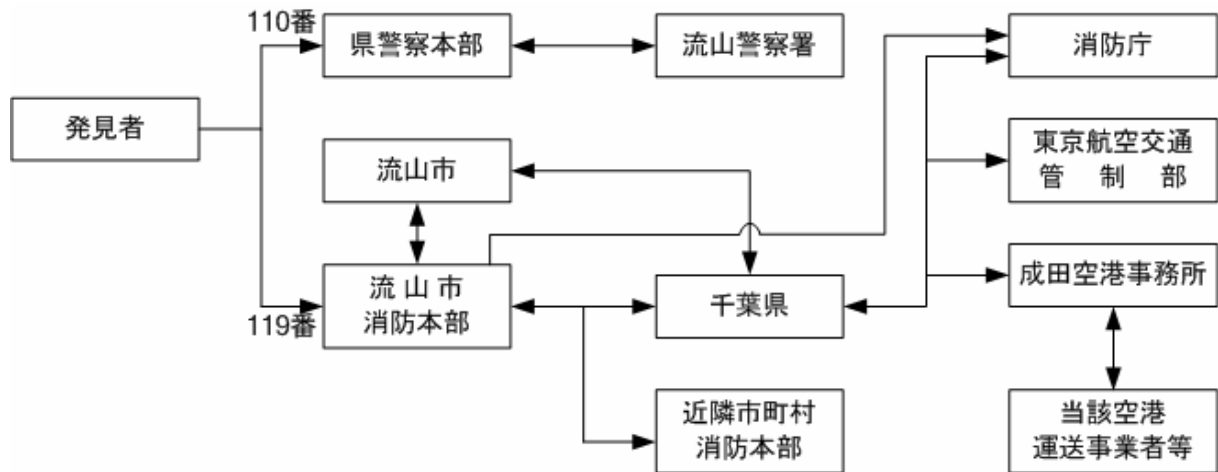 110番
県警察本部
流山警察署
消防庁
発見者
流山市
東京航空交通
管 制 部
流 山 市
消防本部
119番
千葉県
成田空港事務所
近隣市町村
消防本部
当該空港
運送事業者等